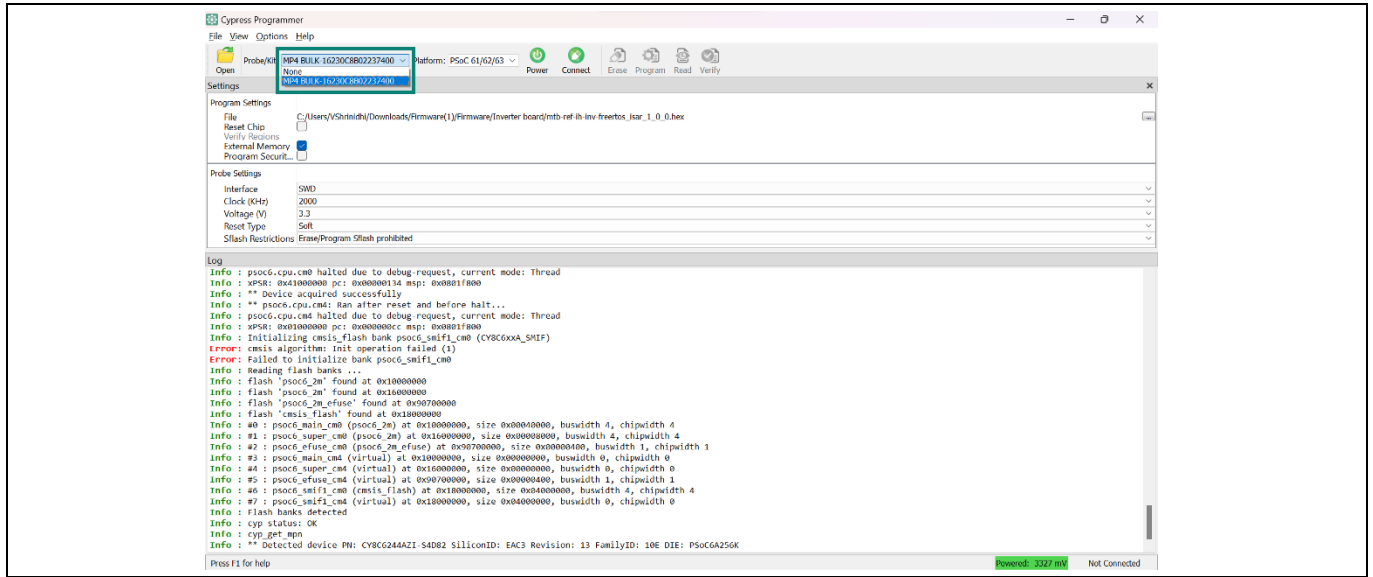 Cypress Programmer
File View Options Help
Open Probe/Kit: MP4 BULK-16230C8B02237400 Platform: PSoC 61/62/63 Power Connect Erase Program Read Verify
None
MP4 BULK-16230C8B02237400
Settings
Program Settings
File C:/Users/VShrinidhi/Downloads/Firmware(1)/Firmware/Inverter board/mtb-ref-ih-inv-freertos_isar_1_0_0.hex ...
Reset Chip
Verify Regions
External Memory
Program Securit...
Probe Settings
Interface SWD
Clock (KHz) 2000
Voltage (V) 3.3
Reset Type Soft
Sflash Restrictions Erase/Program Sflash prohibited
Log
Info : psoc6.cpu.cm0 halted due to debug-request, current mode: Thread
Info : xPSR: 0x41000000 pc: 0x00000134 msp: 0x0801f800
Info : ** Device acquired successfully
Info : ** psoc6.cpu.cm4: Ran after reset and before halt...
Info : psoc6.cpu.cm4 halted due to debug-request, current mode: Thread
Info : xPSR: 0x01000000 pc: 0x000000cc msp: 0x0801f800
Info : Initializing cmsis_flash bank psoc6_smif1_cm0 (CY8C6xxA_SMIF)
Error: cmsis algorithm: Init operation failed (1)
Error: Failed to initialize bank psoc6_smif1_cm0
Info : Reading flash banks ...
Info : flash 'psoc6_2m' found at 0x10000000
Info : flash 'psoc6_2m' found at 0x16000000
Info : flash 'psoc6_2m_efuse' found at 0x90700000
Info : flash 'cmsis_flash' found at 0x18000000
Info : #0 : psoc6_main_cm0 (psoc6_2m) at 0x10000000, size 0x00040000, buswidth 4, chipwidth 4
Info : #1 : psoc6_super_cm0 (psoc6_2m) at 0x16000000, size 0x00008000, buswidth 4, chipwidth 4
Info : #2 : psoc6_efuse_cm0 (psoc6_2m_efuse) at 0x90700000, size 0x00000400, buswidth 1, chipwidth 1
Info : #3 : psoc6_main_cm4 (virtual) at 0x10000000, size 0x00000000, buswidth 0, chipwidth 0
Info : #4 : psoc6_super_cm4 (virtual) at 0x16000000, size 0x00000000, buswidth 0, chipwidth 0
Info : #5 : psoc6_efuse_cm4 (virtual) at 0x90700000, size 0x00000400, buswidth 1, chipwidth 1
Info : #6 : psoc6_smif1_cm0 (cmsis_flash) at 0x18000000, size 0x04000000, buswidth 4, chipwidth 4
Info : #7 : psoc6_smif1_cm4 (virtual) at 0x18000000, size 0x04000000, buswidth 0, chipwidth 0
Info : Flash banks detected
Info : cyp status: OK
Info : cyp_get_mpn
Info : ** Detected device PN: CY8C6244AZI-S4D82 SiliconID: EAC3 Revision: 13 FamilyID: 10E DIE: PSoC6A256K
Press F1 for help Powered: 3327 mV Not Connected